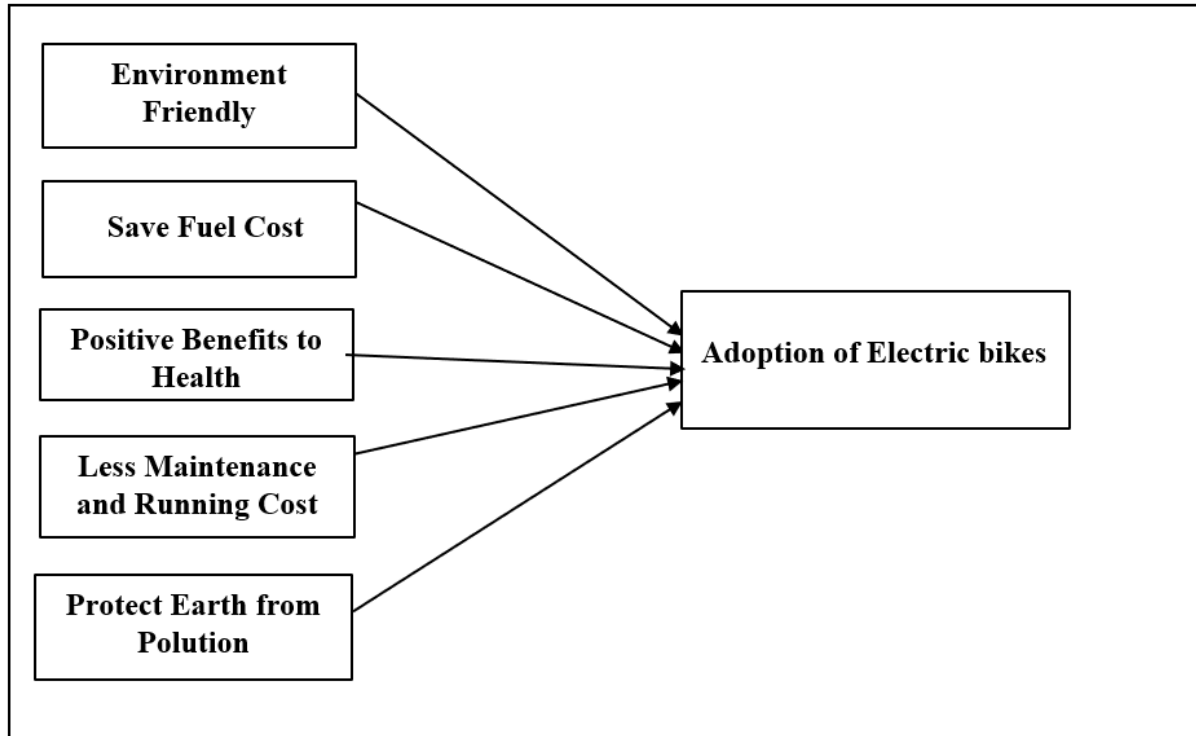 Environment
Friendly
Save Fuel Cost
Positive Benefits to
Health
Less Maintenance
and Running Cost
Protect Earth from
Polution
Adoption of Electric bikes